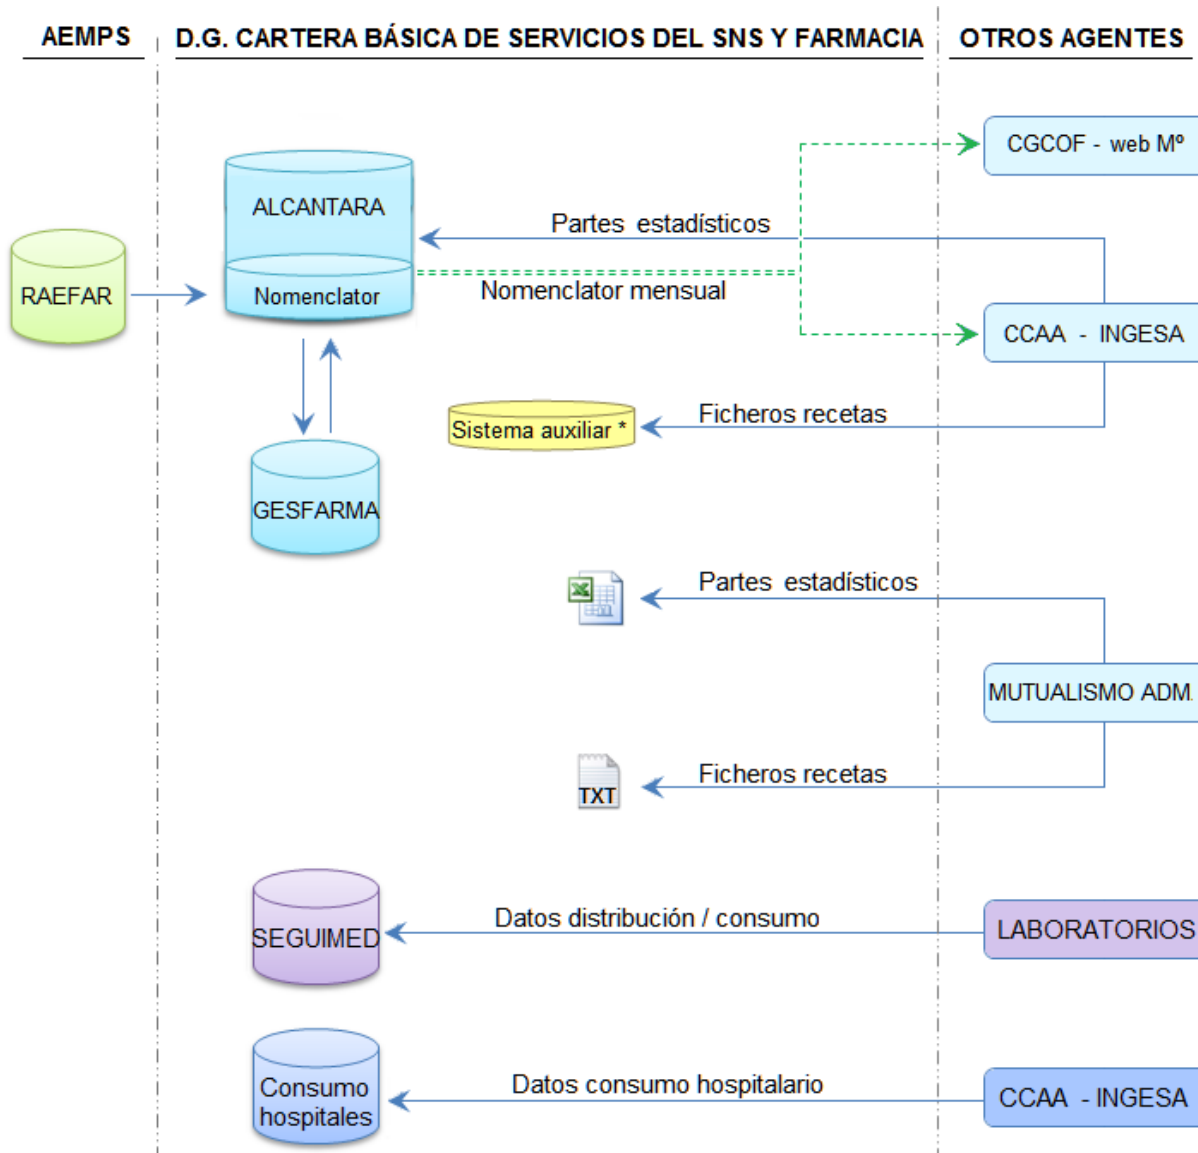 AEMPS
D.G. CARTERA BÁSICA DE SERVICIOS DEL SNS Y FARMACIA
OTROS AGENTES
CGCOF - web Mº
ALCANTARA
Partes estadísticos
RAEFAR
Nomenclator
Nomenclator mensual
CCAA - INGESA
Ficheros recetas
Sistema auxiliar *
GESFARMA
Partes estadísticos
MUTUALISMO ADM.
Ficheros recetas
TXT
Datos distribución / consumo
SEGUIMED
LABORATORIOS
Datos consumo hospitalario
Consumo
hospitales
CCAA - INGESA